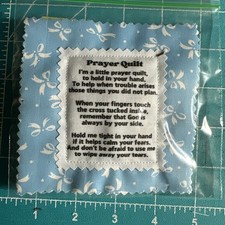 Prayer Quilt
I'm a little prayer quilt,
to hold in your hand.
To help when trouble arises
those things you did not plan.
When your fingers touch
the cross tucked inside,
remember that God is
always by your side.
Hold me tight in your hand
if it helps calm your fears.
And don't be afraid to use me
to wipe away your tears.
1 2 3 4 5